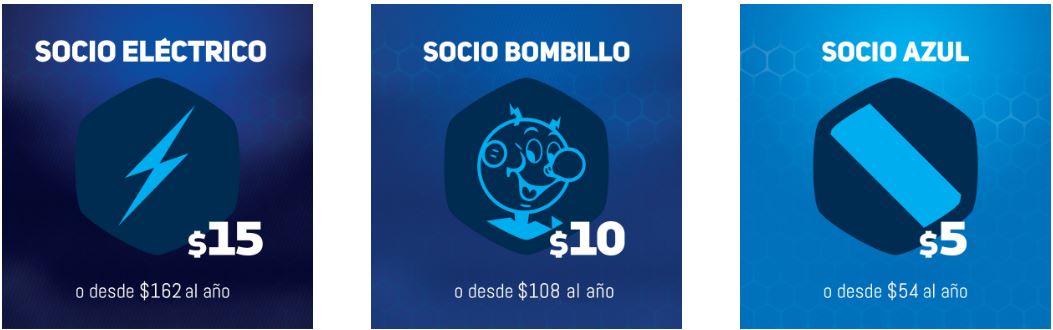 SOCIO ELÉCTRICO
$15
o desde $162 al año
SOCIO BOMBILLO
$10
o desde $108 al año
SOCIO AZUL
$5
o desde $54 al año